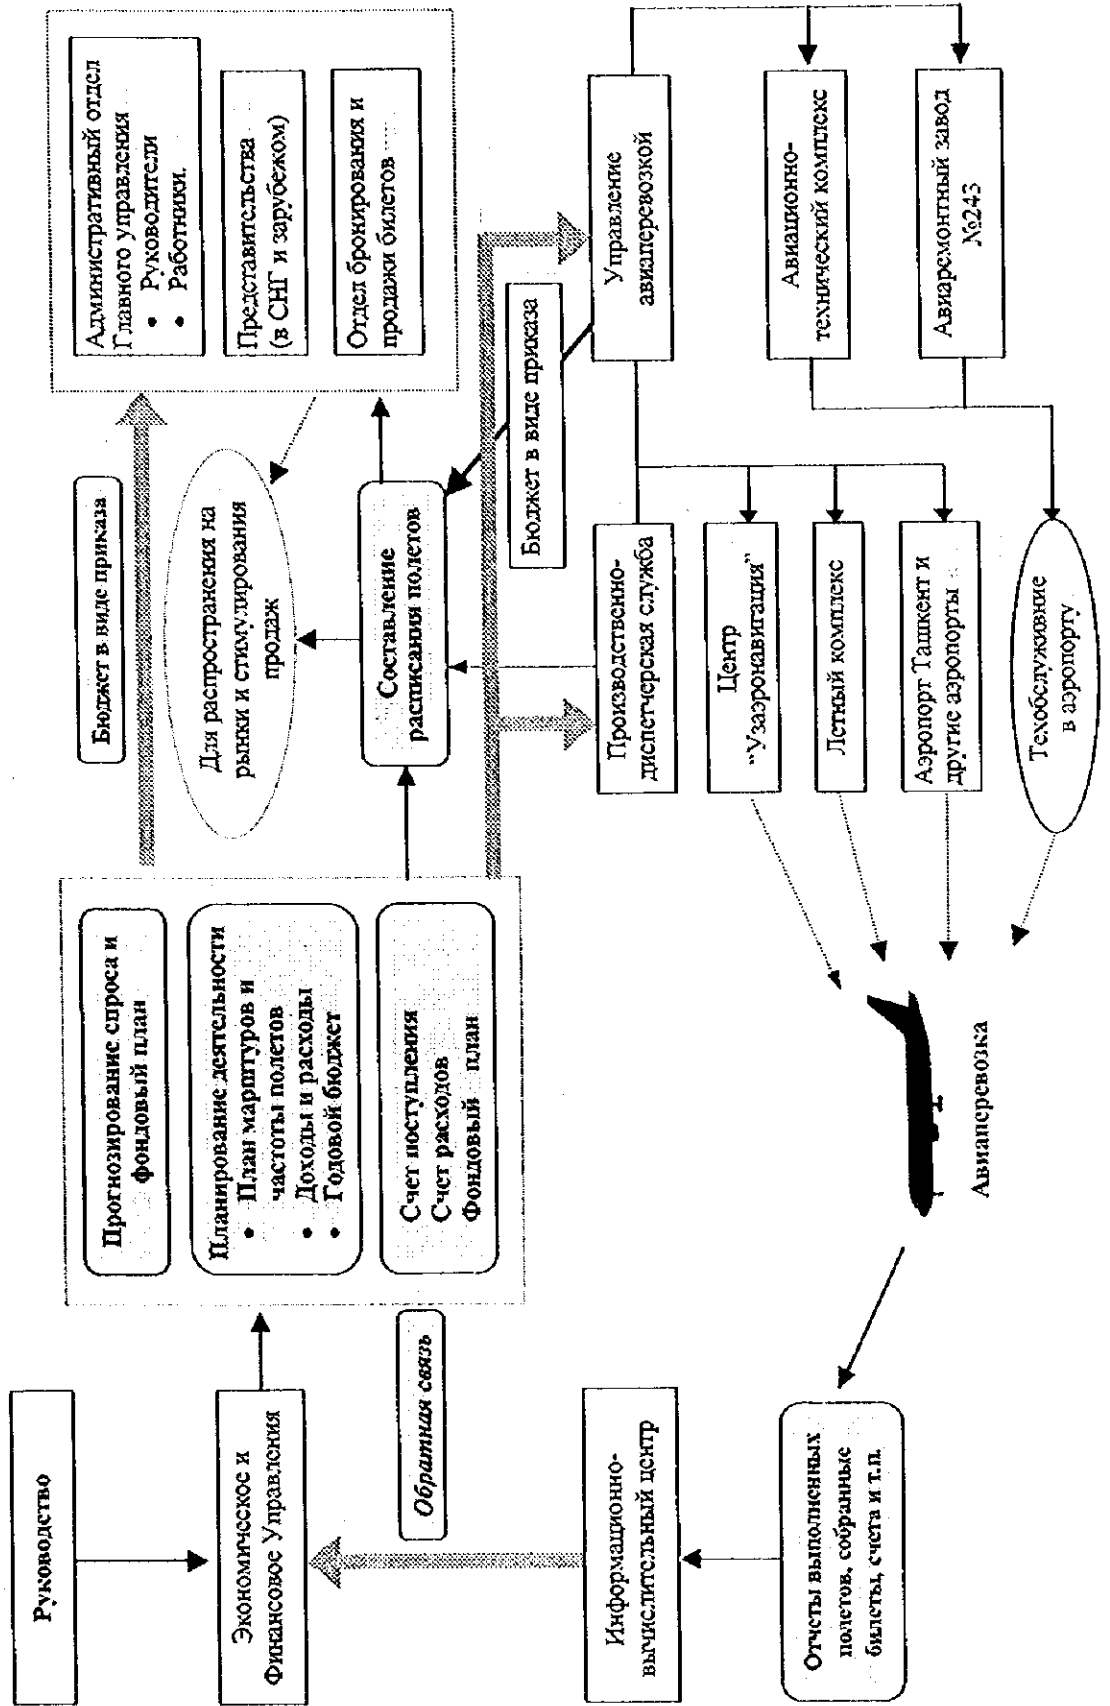 Руководство
Экономическое и
Финансовое Управления
Обратная связь
Информационно-
вычислительный центр
Отчеты выполненных
полетов, собранные
билеты, счета и т.п.
Прогнозирование спроса и
фондовый план
Планирование деятельности
• План маршрутуров и
частоты полетов
• Доходы и расходы
• Годовой бюджет
Счет поступления
Счет расходов
Фондовый план
Авиаперевозка
Бюджет в виде приказа
Для распространения на
рынки и стимулирования
продаж
Составление
расписания полетов
Бюджет в виде приказа
Производственно-
диспетчерская служба
Центр
“Узаэронавигация”
Летный комплекс
Аэропорт Ташкент и
другие аэропорты
Техобслуживние
в аэропорту
Административный отдел
Главного управления
• Руководители
• Работники.
Представительства
(в СНГ и зарубежом)
Отдел бронирования и
продажи билетов
Управление
авиаперевозкой
Авиационно-
технический комплекс
Авиаремонтный завод
№243